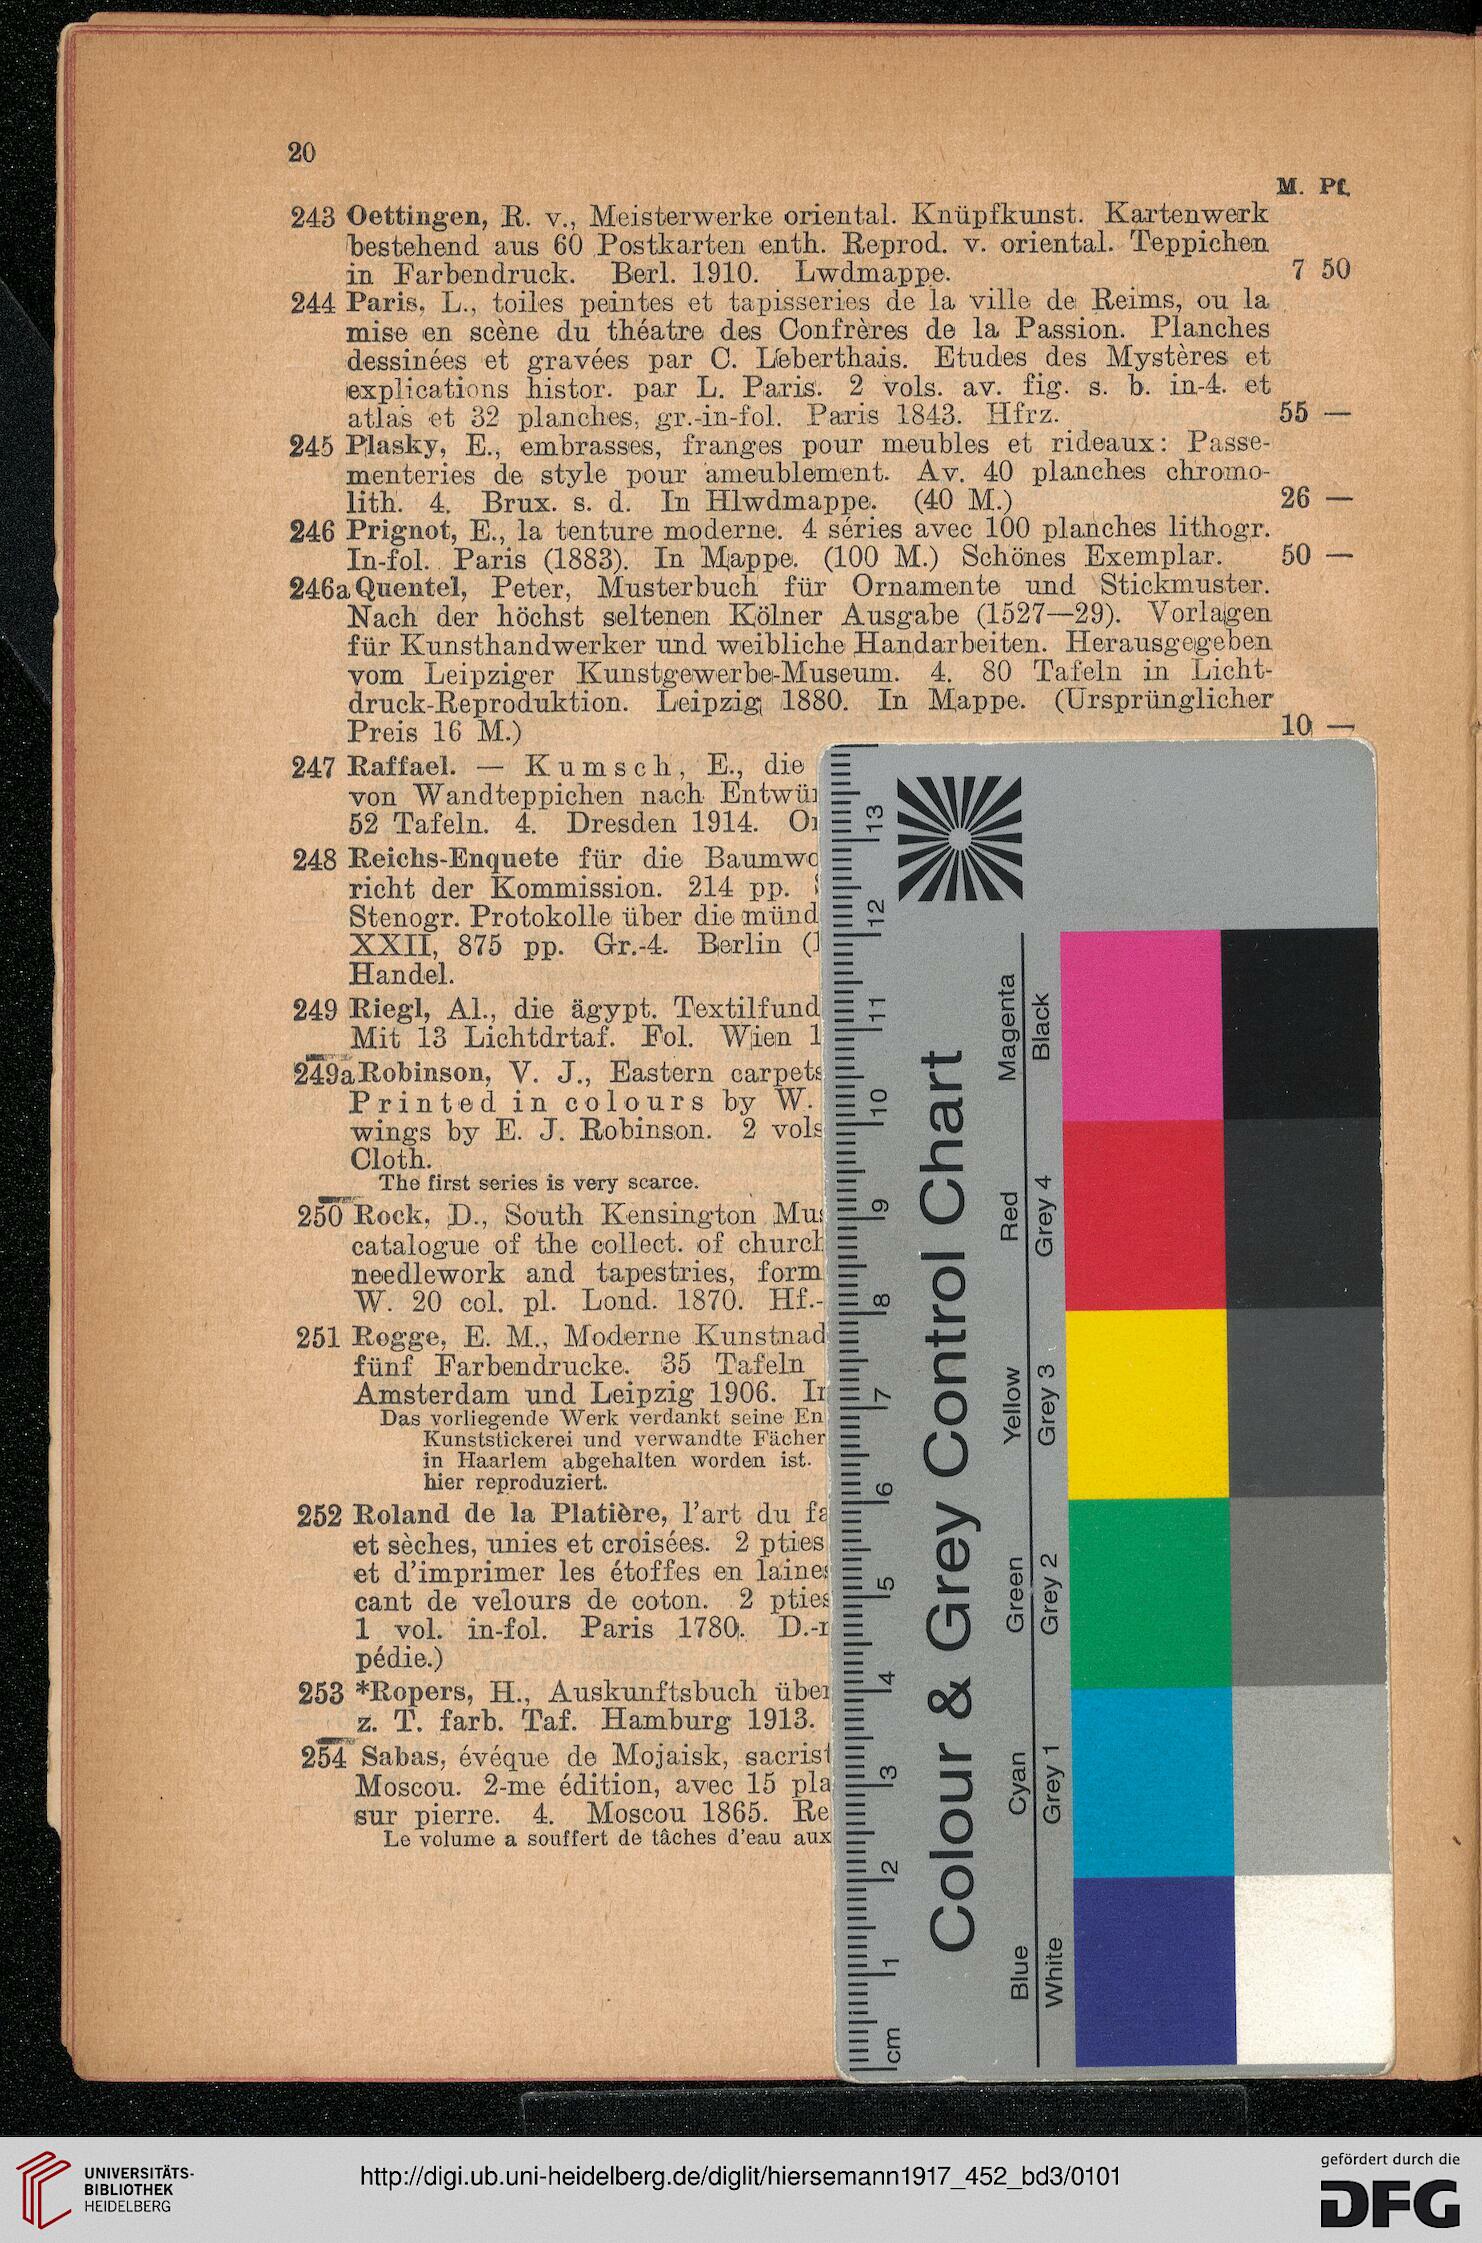 20
M. Pf.
243 Oettingen, R. v., Meisterwerke oriental. Knüpfkunst. Kartenwerk
bestehend aus 60 Postkarten enth. Reprod. v. oriental. Teppichen
in Farbendruck. Berl. 1910. Lwdmappe. 7 50
244 Paris, L., toiles peintes et tapisseries de la ville de Reims, ou la
mise en scène du théatre des Confrères de la Passion. Planches
dessinées et gravées par C. Leberthais. Etudes des Mystères et
explications histor. par L. Paris. 2 vols. av. fig. s. b. in-4. et
atlas et 32 planches, gr.-in-fol. Paris 1843. Hfrz. 55 —
245 Plasky, E., embrasses, franges pour meubles et rideaux: Passe-
menteries de style pour ameublement. Av. 40 planches chromo-
lith. 4. Brux. s. d. In Hlwdmappe. (40 M.) 26 —
246 Prignot, E., la tenture moderne. 4 séries avec 100 planches lithogr.
In-fol. Paris (1883). In Mappe. (100 M.) Schönes Exemplar. 50 —
246a Quentel, Peter, Musterbuch für Ornamente und Stickmuster.
Nach der höchst seltenen Kölner Ausgabe (1527—29). Vorlagen
für Kunsthandwerker und weibliche Handarbeiten. Herausgegeben
vom Leipziger Kunstgewerbe-Museum. 4. 80 Tafeln in Licht-
druck-Reproduktion. Leipzig 1880. In Mappe. (Ursprünglicher
Preis 16 M.) 10 —
247 Raffael. — Kumsch, E., die
von Wandteppichen nach
52 Tafeln. 4. Dresden 1914.
248 Reichs-Enquete für die
richt der Kommission. 214 pp.
Stenogr. Protokolle über die münd
XXII, 875 pp. Gr.-4. Berlin
Handel.
249 Riegl, Al., die ägypt. Textilfund
Mit 13 Lichtdrtaf. Fol. Wien 1
249a Robinson, V. J., Eastern carpets
Printed in colours by W.
wings by E. J. Robinson. 2 vols
Cloth.
The first series is very scarce.
250 Rock, D., South Kensington
catalogue of the collect. of church
needlework and tapestries, form
W. 20 col. pl. Lond. 1870. Hf.-
251 Rogge, E. M., Moderne Kunstnad
fünf Farbendrucke. 35 Tafeln
Amsterdam und Leipzig 1906.
Das vorliegende Werk verdankt seine En
Kunststickerei und verwandte Fächer
in Haarlem abgehalten worden ist.
hier reproduziert.
252 Roland de la Platière, l'art du
et sèches, unies et croisées. 2 pties
et d'imprimer les étoffes en laines
cant de velours de coton. 2 pties
1 vol. in-fol. Paris 1780. D.-r
pédie.)
253 *Ropers, H., Auskunftsbuch über
z. T. farb. Taf. Hamburg 1913.
254 Sabas, évéque de Mojaisk,
Moscou. 2-me édition, avec 15 pla
sur pierre. 4. Moscou 1865. Re
Le volume a souffert de tâches d'eau aux
Colour & Grey Control Chart
Blue Cyan Green Yellow Red Magenta
White Grey 1 Grey 2 Grey 3 Grey 4 Black
cm 1 2 3 4 5 6 7 8 9 10 11 12 13
UNIVERSITÄTS-
BIBLIOTHEK
HEIDELBERG
http://digi.ub.uni-heidelberg.de/diglit/hiersemann1917_452_bd3/0101
gefördert durch die
DFG